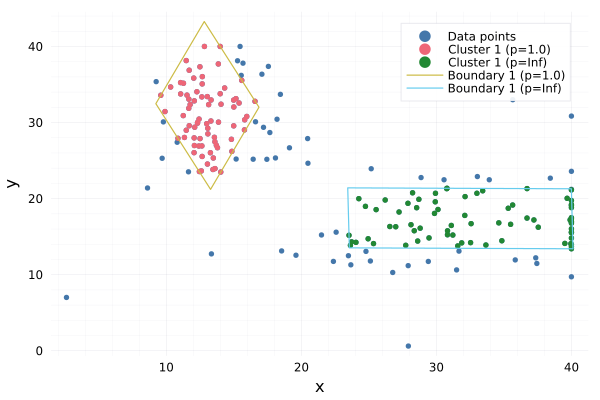 40
30
20
10
0
y
10
20
30
40
x
Data points
Cluster 1 (p=1.0)
Cluster 1 (p=Inf)
Boundary 1 (p=1.0)
Boundary 1 (p=Inf)